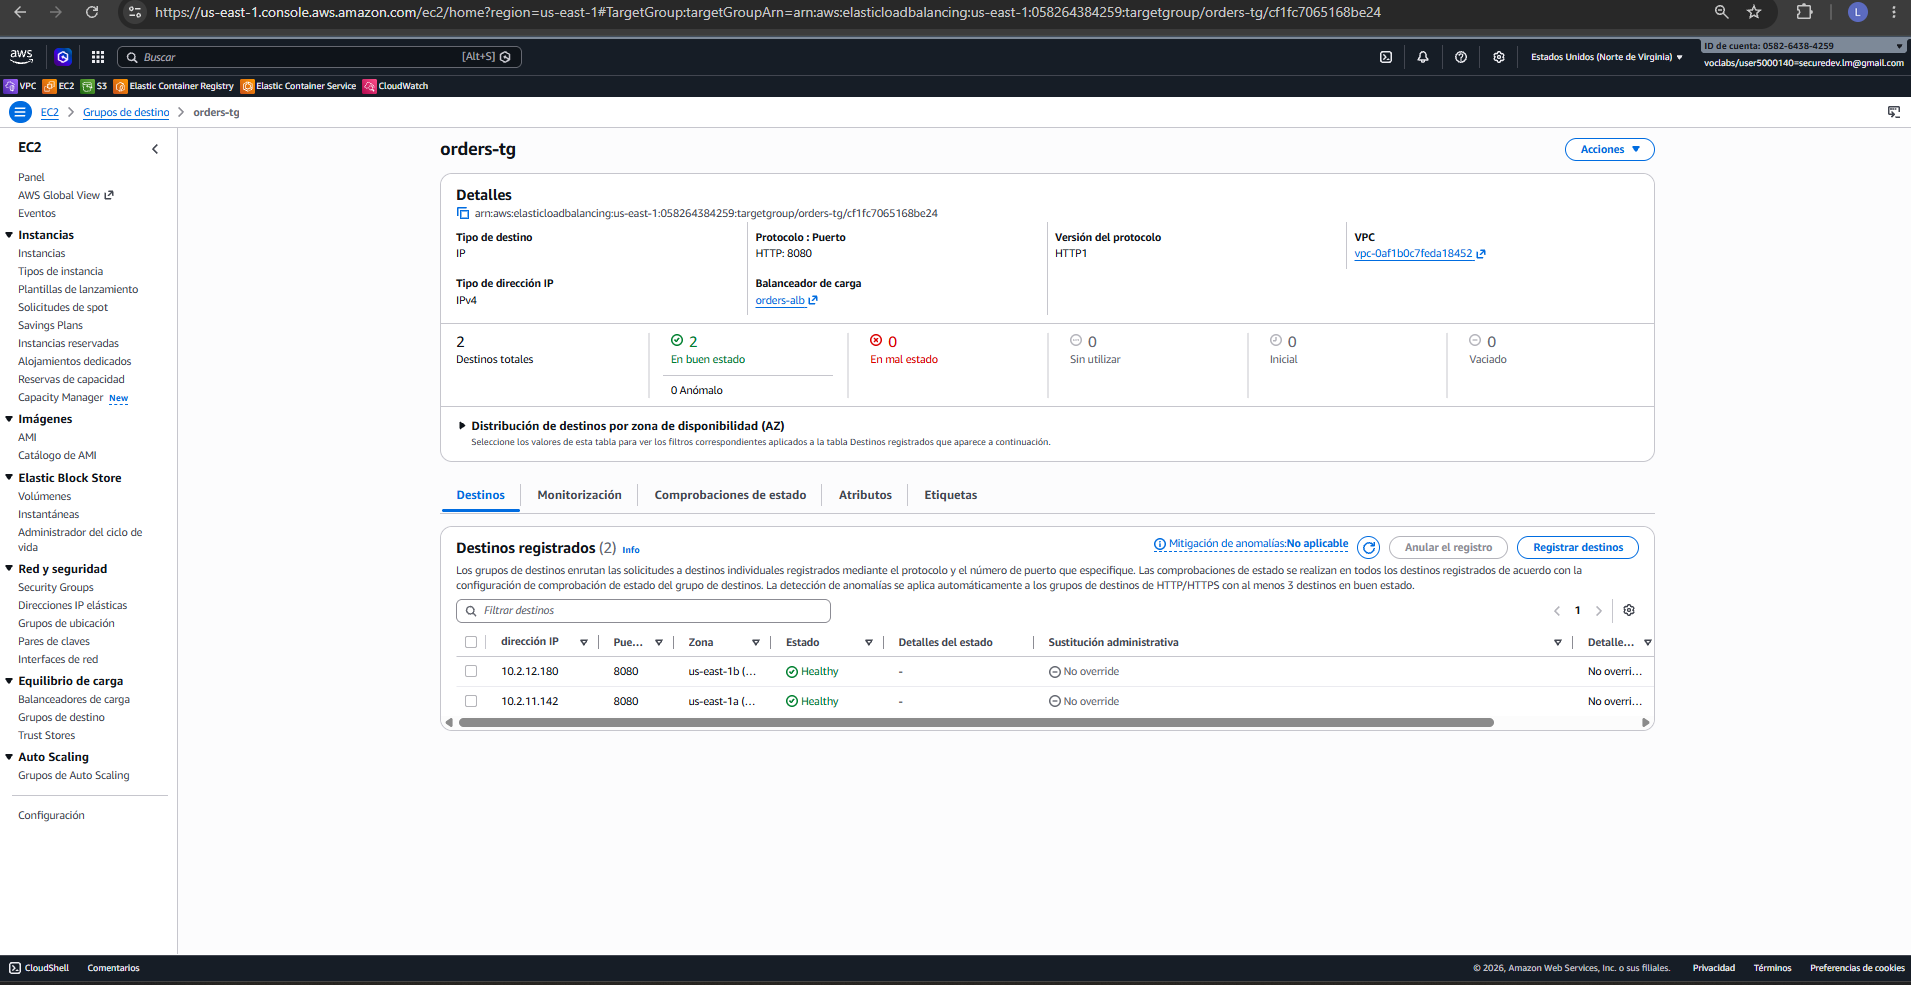 https://us-east-1.console.aws.amazon.com/ec2/home?region=us-east-1#TargetGroup:targetGroupArn=arn:aws:elasticloadbalancing:us-east-1:058264384259:targetgroup/orders-tg/cf1fc7065168be24
L
aws
Buscar
[Alt+S]
Estados Unidos (Norte de Virginia)
ID de cuenta: 0582-6438-4259
voclabs/user5000140=securedev.lm@gmail.com
VPC EC2 S3 Elastic Container Registry Elastic Container Service CloudWatch
EC2 Grupos de destino orders-tg
EC2
Panel
AWS Global View
Eventos
Instancias
Instancias
Tipos de instancia
Plantillas de lanzamiento
Solicitudes de spot
Savings Plans
Instancias reservadas
Alojamientos dedicados
Reservas de capacidad
Capacity Manager New
Imágenes
AMI
Catálogo de AMI
Elastic Block Store
Volúmenes
Instantáneas
Administrador del ciclo de
vida
Red y seguridad
Security Groups
Direcciones IP elásticas
Grupos de ubicación
Pares de claves
Interfaces de red
Equilibrio de carga
Balanceadores de carga
Grupos de destino
Trust Stores
Auto Scaling
Grupos de Auto Scaling
Configuración
orders-tg
Acciones
Detalles
arn:aws:elasticloadbalancing:us-east-1:058264384259:targetgroup/orders-tg/cf1fc7065168be24
Tipo de destino
IP
Protocolo : Puerto
HTTP: 8080
Versión del protocolo
HTTP1
VPC
vpc-0af1b0c7feda18452
Tipo de dirección IP
IPv4
Balanceador de carga
orders-alb
2
Destinos totales
2
En buen estado
0 Anómalo
0
En mal estado
0
Sin utilizar
0
Inicial
0
Vaciado
Distribución de destinos por zona de disponibilidad (AZ)
Seleccione los valores de esta tabla para ver los filtros correspondientes aplicados a la tabla Destinos registrados que aparece a continuación.
Destinos Monitorización Comprobaciones de estado Atributos Etiquetas
Destinos registrados (2) Info
Mitigación de anomalías:No aplicable
Anular el registro
Registrar destinos
Los grupos de destino enrutan las solicitudes a destinos individuales registrados mediante el protocolo y el número de puerto que especifique. Las comprobaciones de estado se realizan en todos los destinos registrados de acuerdo con la
configuración de comprobación de estado del grupo de destinos. La detección de anomalías se aplica automáticamente a los grupos de destinos de HTTP/HTTPS con al menos 3 destinos en buen estado.
Filtrar destinos
1
dirección IP Pue... Zona Estado Detalles del estado Sustitución administrativa Detalle...
10.2.12.180 8080 us-east-1b (... Healthy - No override No overri...
10.2.11.142 8080 us-east-1a (... Healthy - No override No overri...
CloudShell Comentarios
© 2026, Amazon Web Services, Inc. o sus filiales. Privacidad Términos Preferencias de cookies